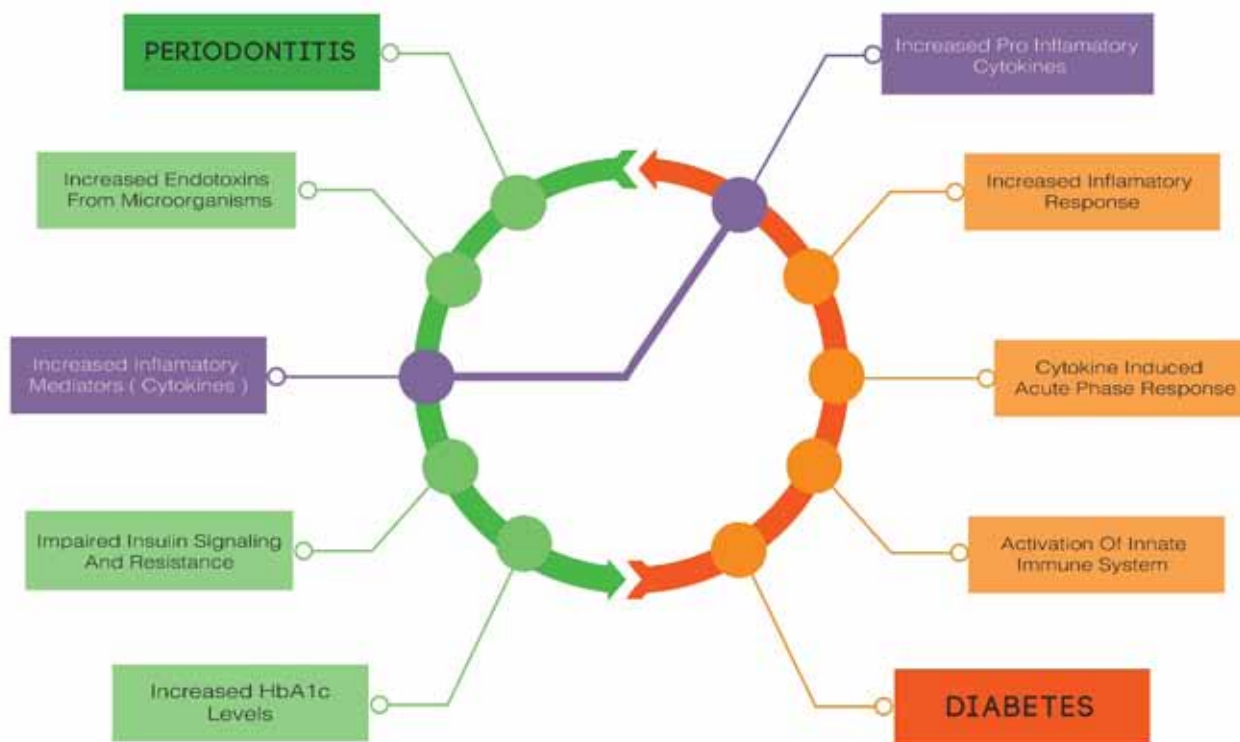 PERIODONTITIS
Increased Endotoxins
From Microorganisms
Increased Inflamatory
Mediators ( Cytokines )
Impaired Insulin Signaling
And Resistance
Increased HbA1c
Levels
Increased Pro Inflamatory
Cytokines
Increased Inflamatory
Response
Cytokine Induced
Acute Phase Response
Activation Of Innate
Immune System
DIABETES